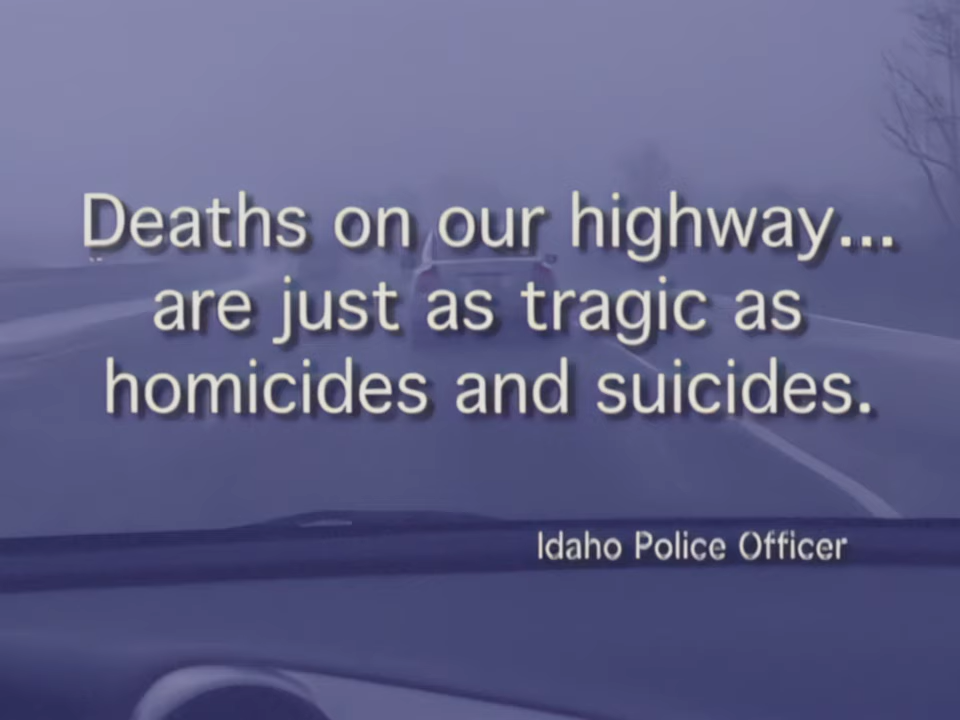 Deaths on our highway...
are just as tragic as
homicides and suicides.
Idaho Police Officer